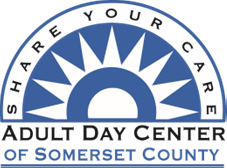 SHARE YOUR CARE
ADULT DAY CENTER
OF SOMERSET COUNTY